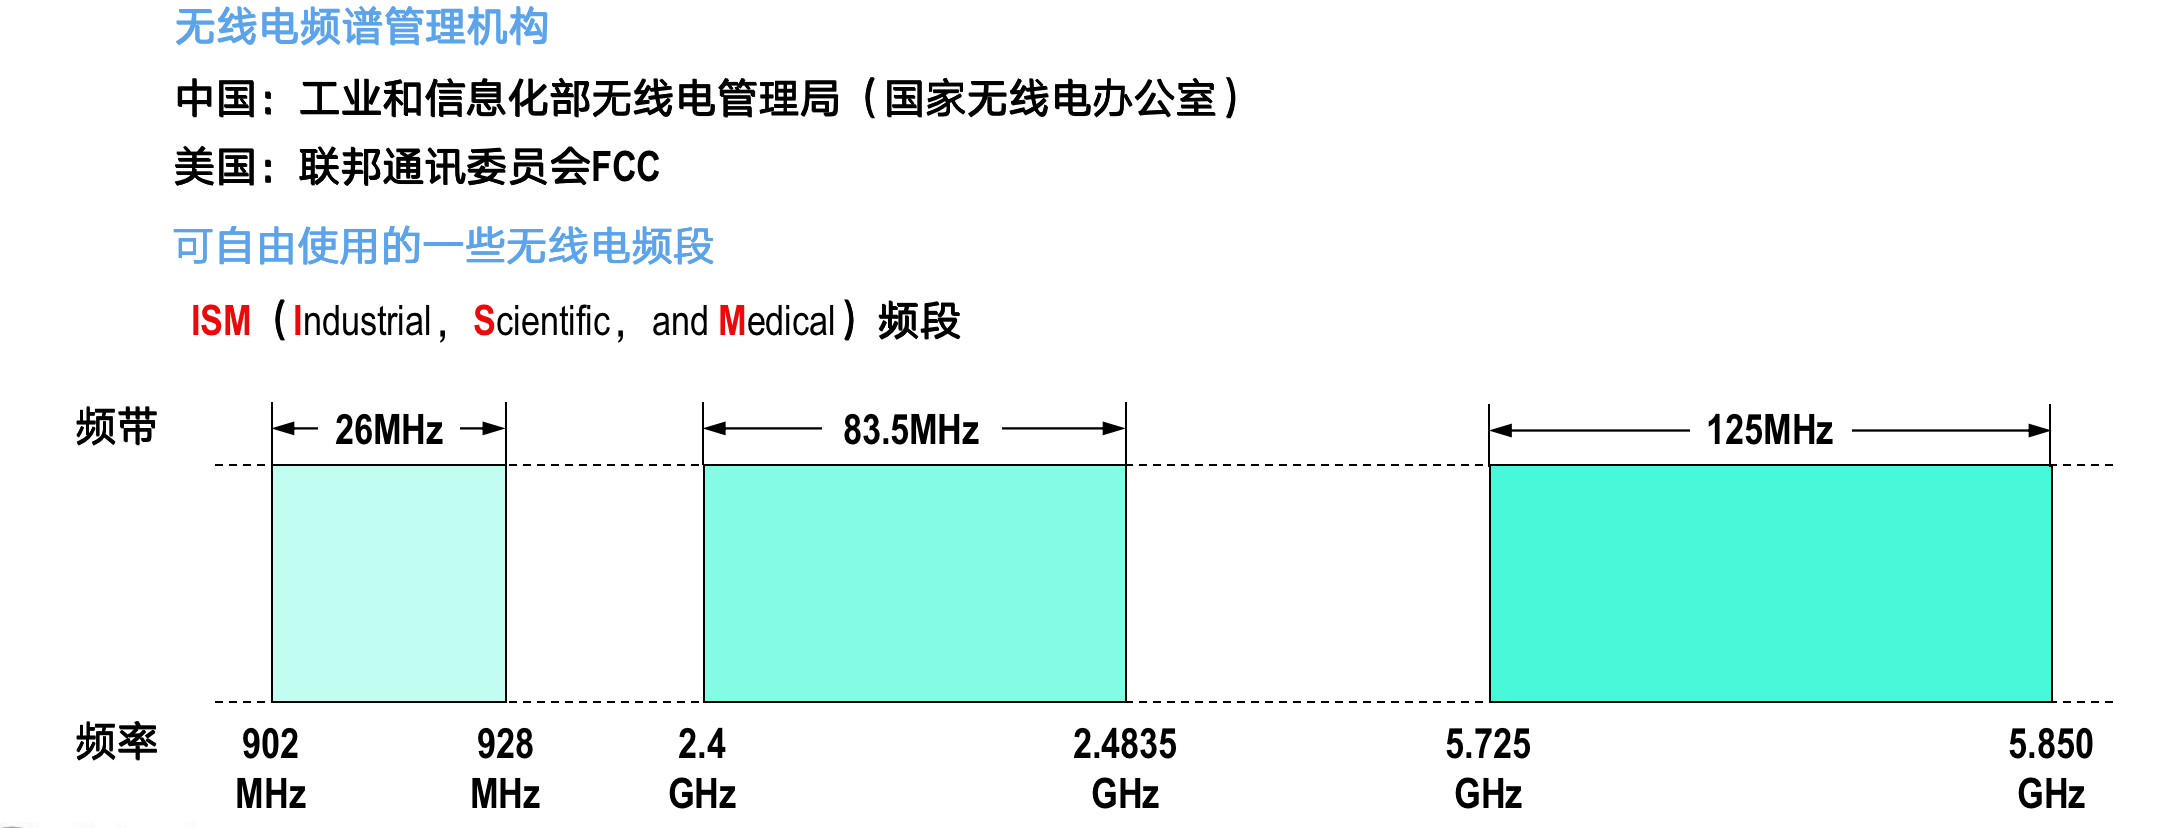 无线电频谱管理机构
中国：工业和信息化部无线电管理局（国家无线电办公室）
美国：联邦通讯委员会FCC
可自由使用的一些无线电频段
ISM（Industrial，Scientific，and Medical）频段
频带 26MHz 83.5MHz 125MHz
频率 902 928 2.4 2.4835 5.725 5.850
MHz MHz GHz GHz GHz GHz